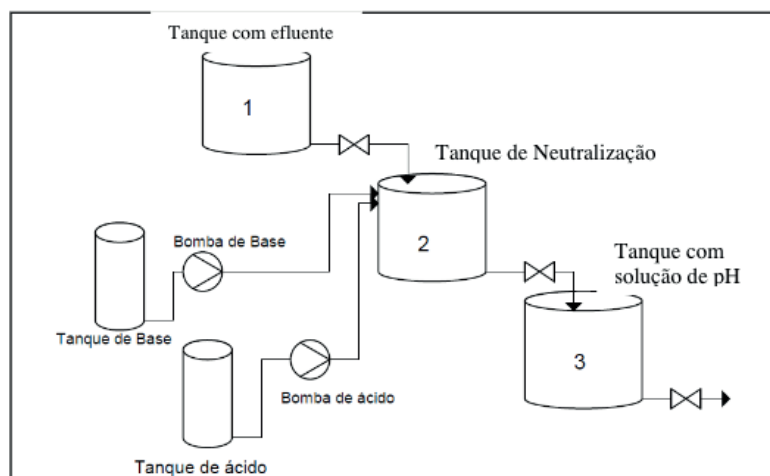 Tanque com efluente
1
Tanque de Neutralização
2
Bomba de Base
Tanque com
solução de pH
Tanque de Base
3
Bomba de ácido
Tanque de ácido